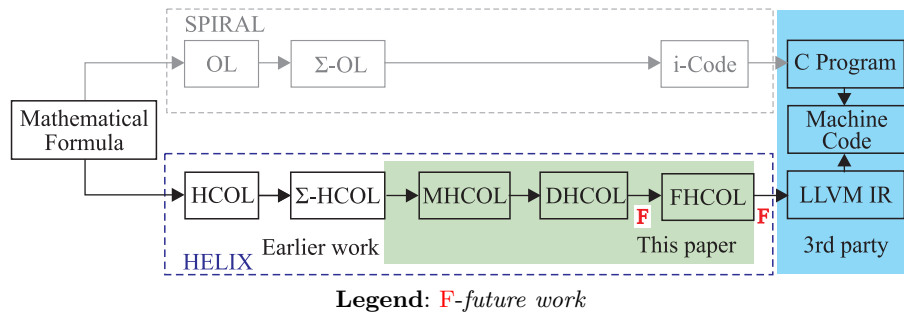 SPIRAL
OL
Σ-OL
i-Code
C Program
Mathematical
Formula
Machine
Code
HCOL
Σ-HCOL
MHCOL
DHCOL
FHCOL
LLVM IR
F
F
Earlier work
This paper
3rd party
HELIX
Legend: F-future work